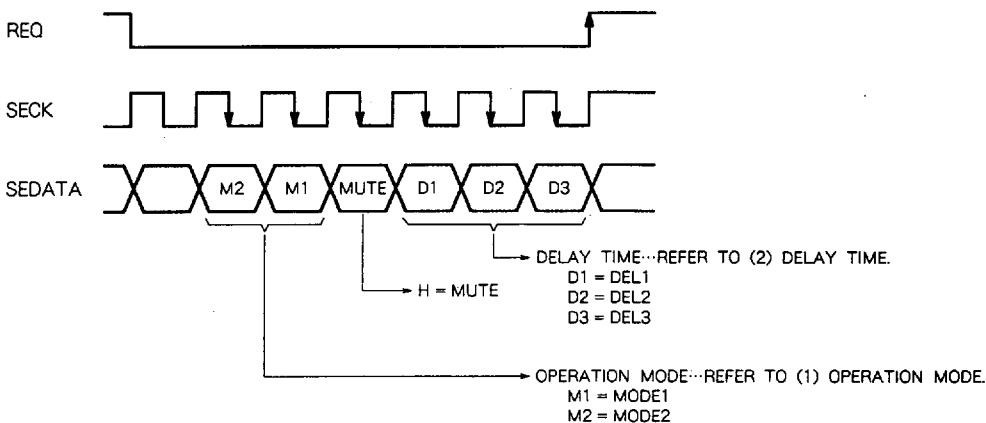 REQ
SECK
SEDATA
M2 M1 MUTE D1 D2 D3
DELAY TIME···REFER TO (2) DELAY TIME.
D1 = DEL1
D2 = DEL2
D3 = DEL3
H = MUTE
OPERATION MODE···REFER TO (1) OPERATION MODE.
M1 = MODE1
M2 = MODE2